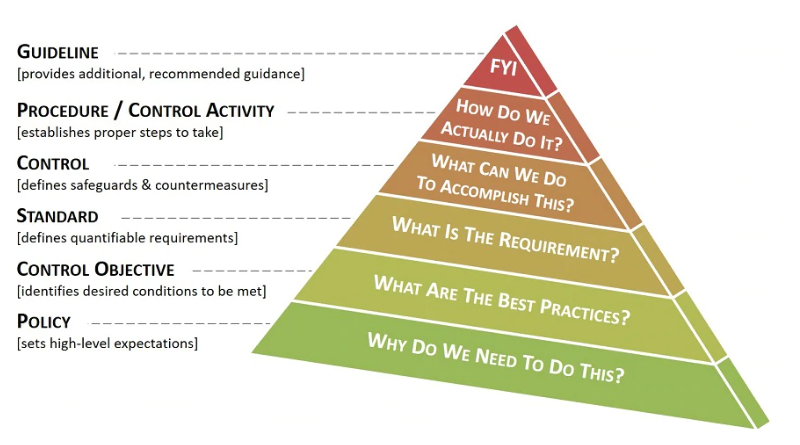 GUIDELINE
[provides additional, recommended guidance]
PROCEDURE / CONTROL ACTIVITY
[establishes proper steps to take]
CONTROL
[defines safeguards & countermeasures]
STANDARD
[defines quantifiable requirements]
CONTROL OBJECTIVE
[identifies desired conditions to be met]
POLICY
[sets high-level expectations]
FYI
HOW DO WE
ACTUALLY DO IT?
WHAT CAN WE DO
TO ACCOMPLISH THIS?
WHAT IS THE REQUIREMENT?
WHAT ARE THE BEST PRACTICES?
WHY DO WE NEED TO DO THIS?